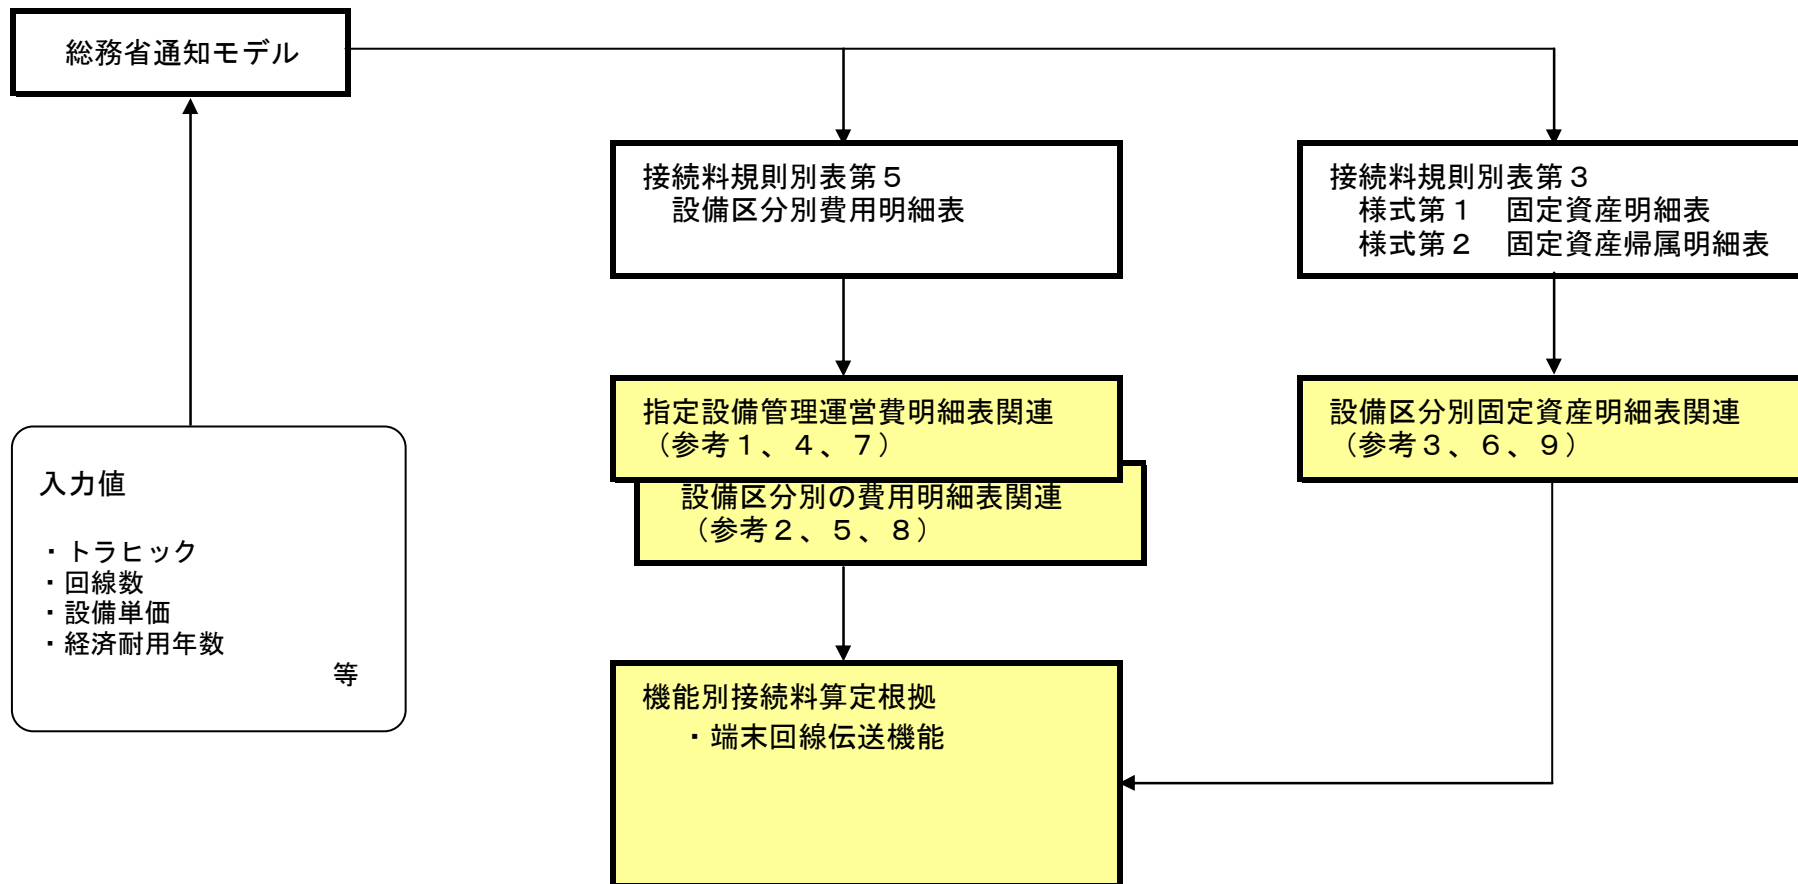 総務省通知モデル
接続料規則別表第５
設備区分別費用明細表
接続料規則別表第３
様式第１　固定資産明細表
様式第２　固定資産帰属明細表
指定設備管理運営費明細表関連
（参考１、４、７）
設備区分別の費用明細表関連
（参考２、５、８）
設備区分別固定資産明細表関連
（参考３、６、９）
入力値
・トラヒック
・回線数
・設備単価
・経済耐用年数
等
機能別接続料算定根拠
・端末回線伝送機能